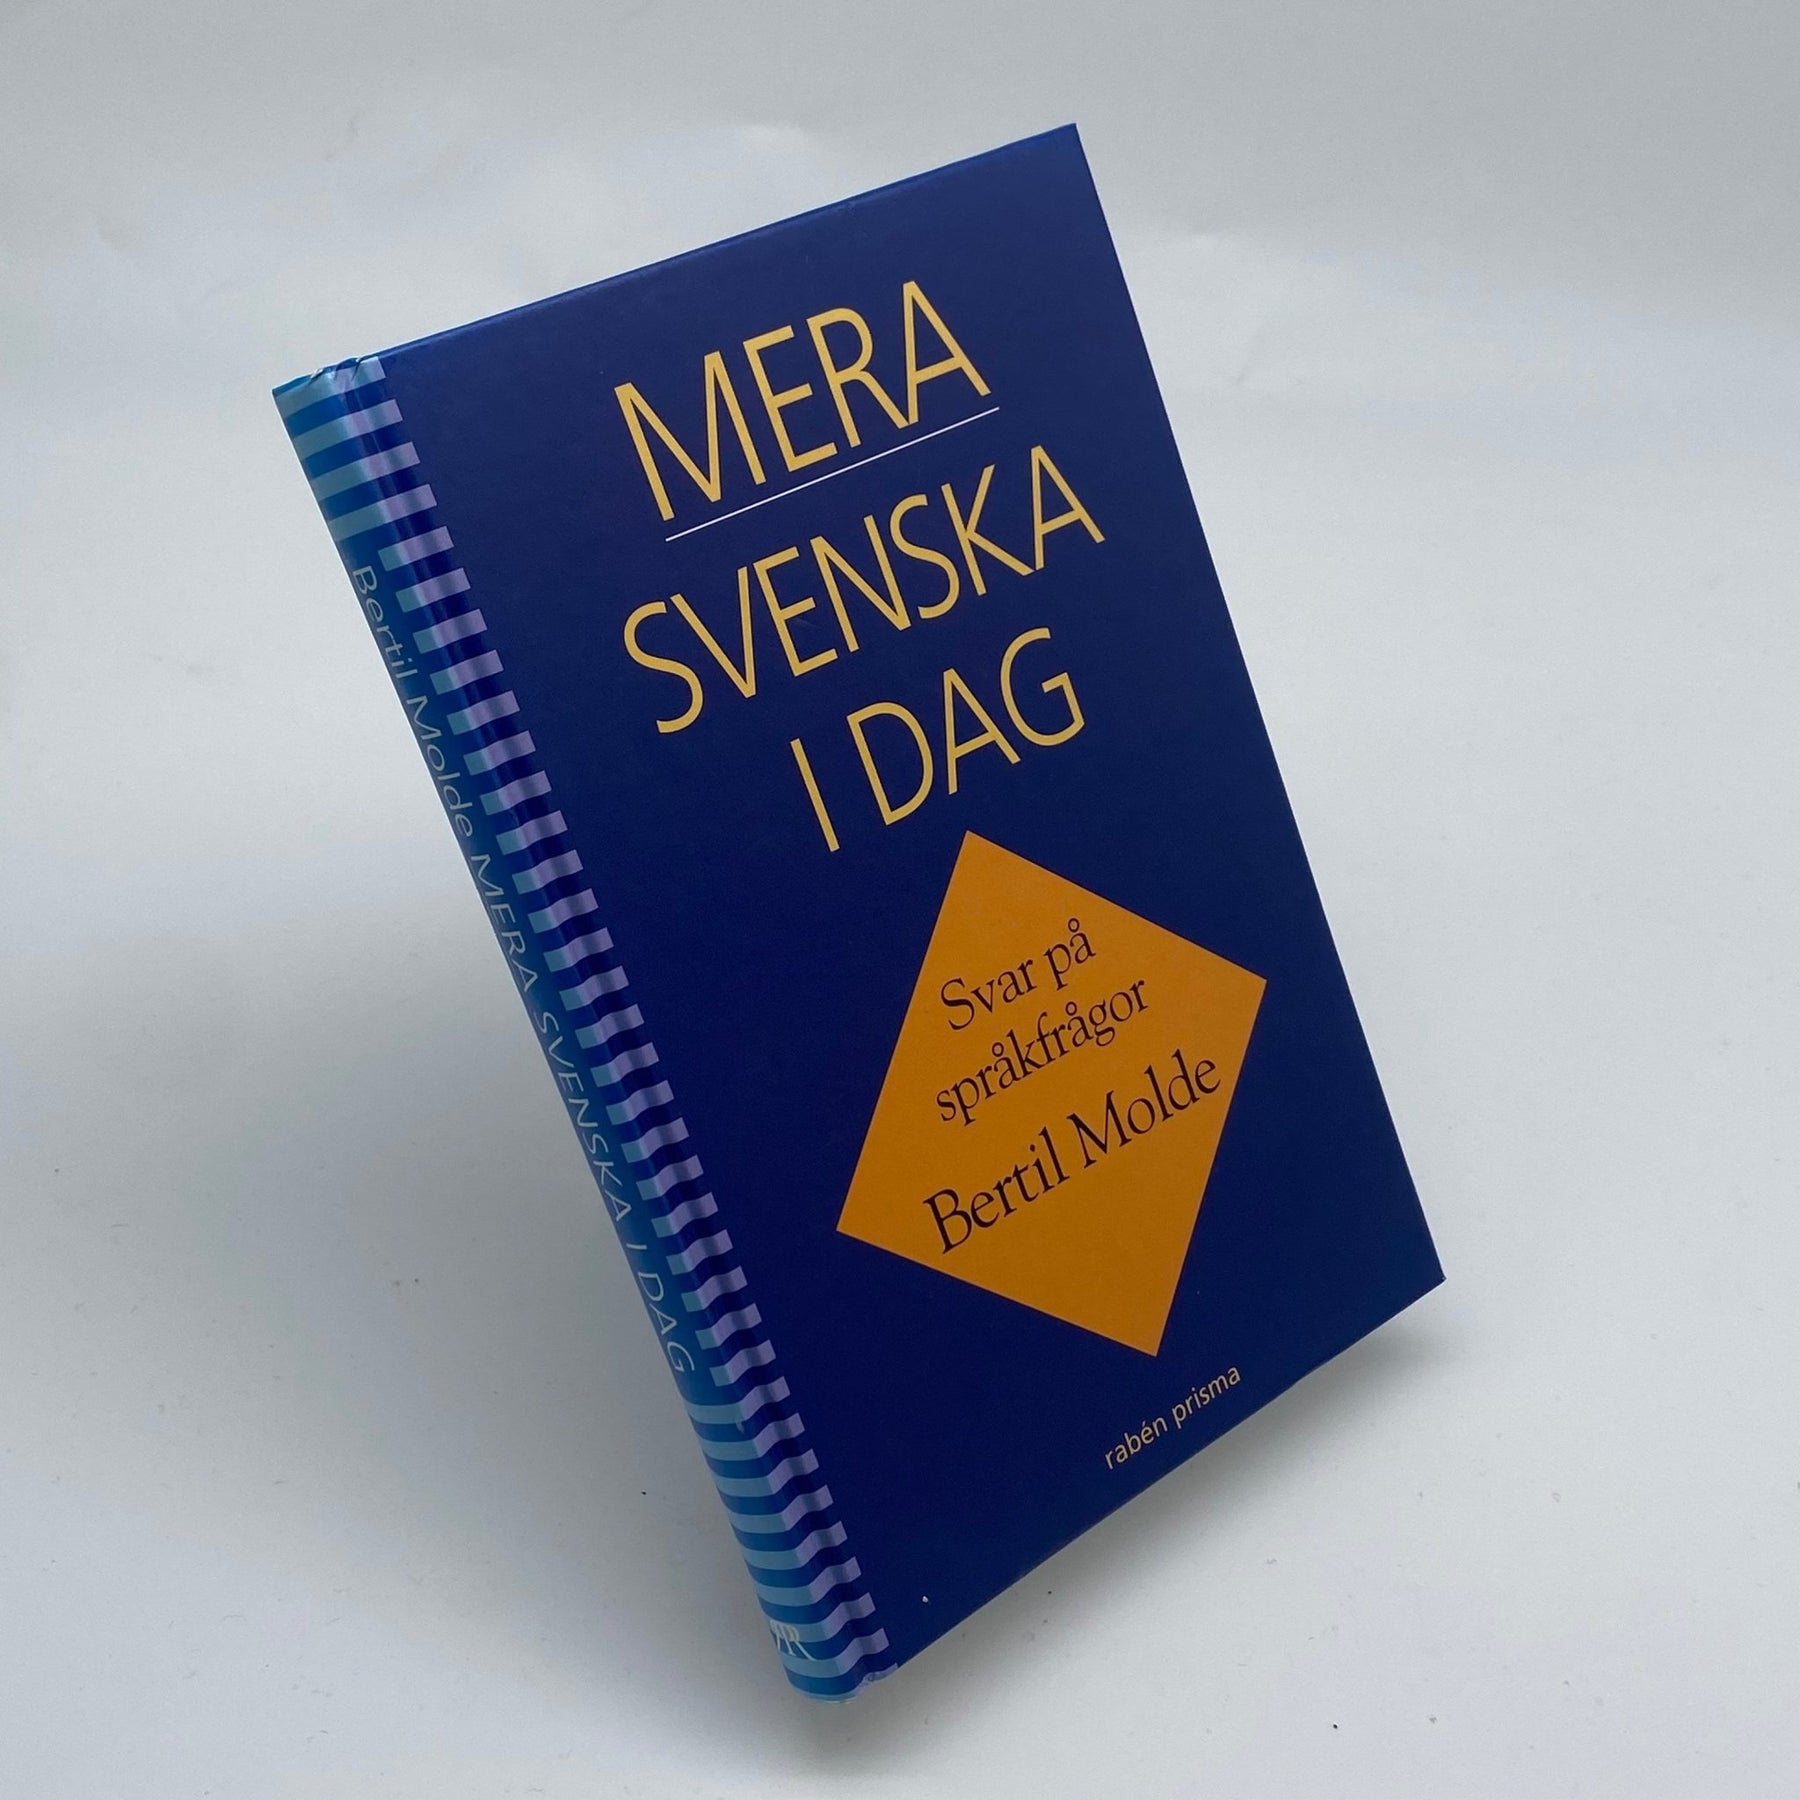 MERA
SVENSKA
I DAG
Svar på
språkfrågor
Bertil Molde
rabén prisma
Bertil Molde MERA SVENSKA I DAG